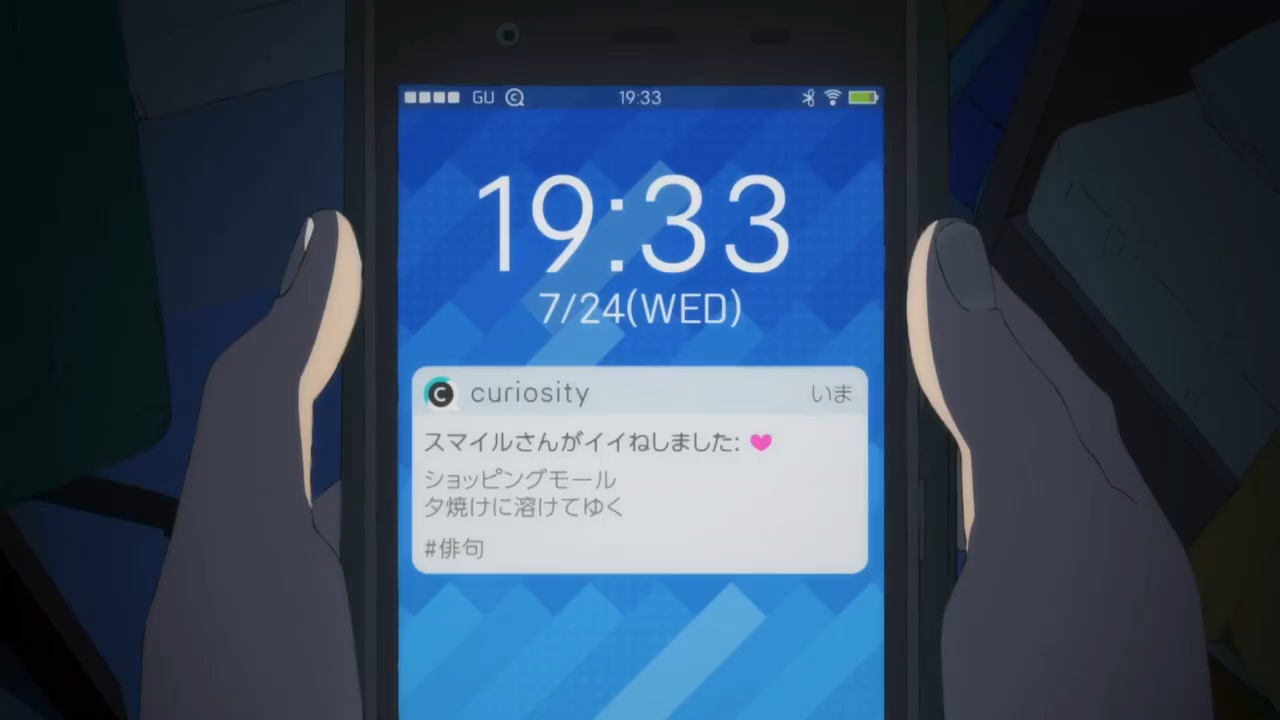 GU 19:33
19:33
7/24(WED)
curiosity いま
スマイルさんがイイねしました:
ショッピングモール
夕焼けに溶けてゆく
#俳句